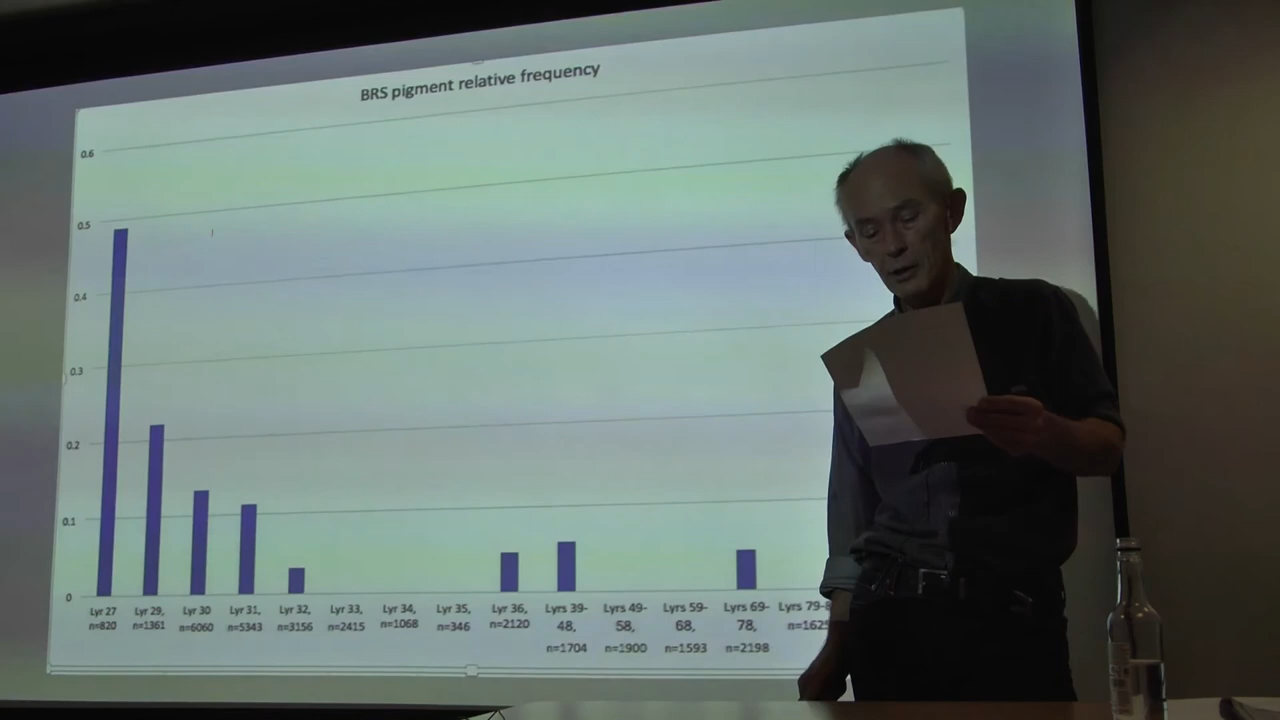 BRS pigment relative frequency
0.6
0.5
0.4
0.3
0.2
0.1
0
Lyr 27 Lyr 29, Lyr 30 Lyr 31, Lyr 32, Lyr 33, Lyr 34, Lyr 35, Lyr 36, Lyrs 39- Lyrs 49- Lyrs 59- Lyr 69- Lyrs 79-8
n=820 n=1361 n=6060 n=5343 n=3156 n=2415 n=1068 n=346 n=2120 48, 58, 68, 78, n=1625
n=1704 n=1900 n=1593 n=2198